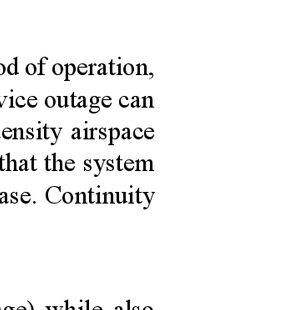 od of operation,
vice outage can
ensity airspace
that the system
ase. Continuity
ge) while also